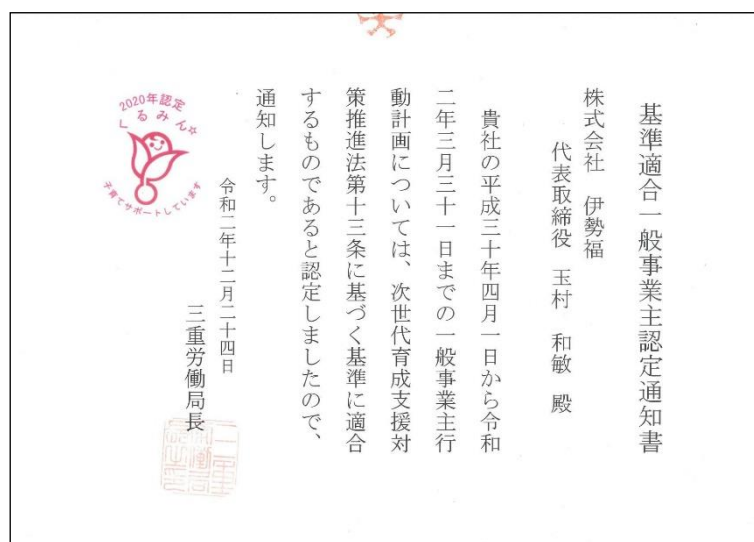 基準適合一般事業主認定通知書
株式会社 伊勢福
代表取締役 玉村 和敏 殿
貴社の平成三十年四月一日から令和
二年三月三十一日までの一般事業主行
動計画については、次世代育成支援対
策推進法第十三条に基づく基準に適合
するものであると認定しましたので、
通知します。
令和二年十二月二十四日
三重労働局長
2020年認定
くるみん☆
子育てサポートしています